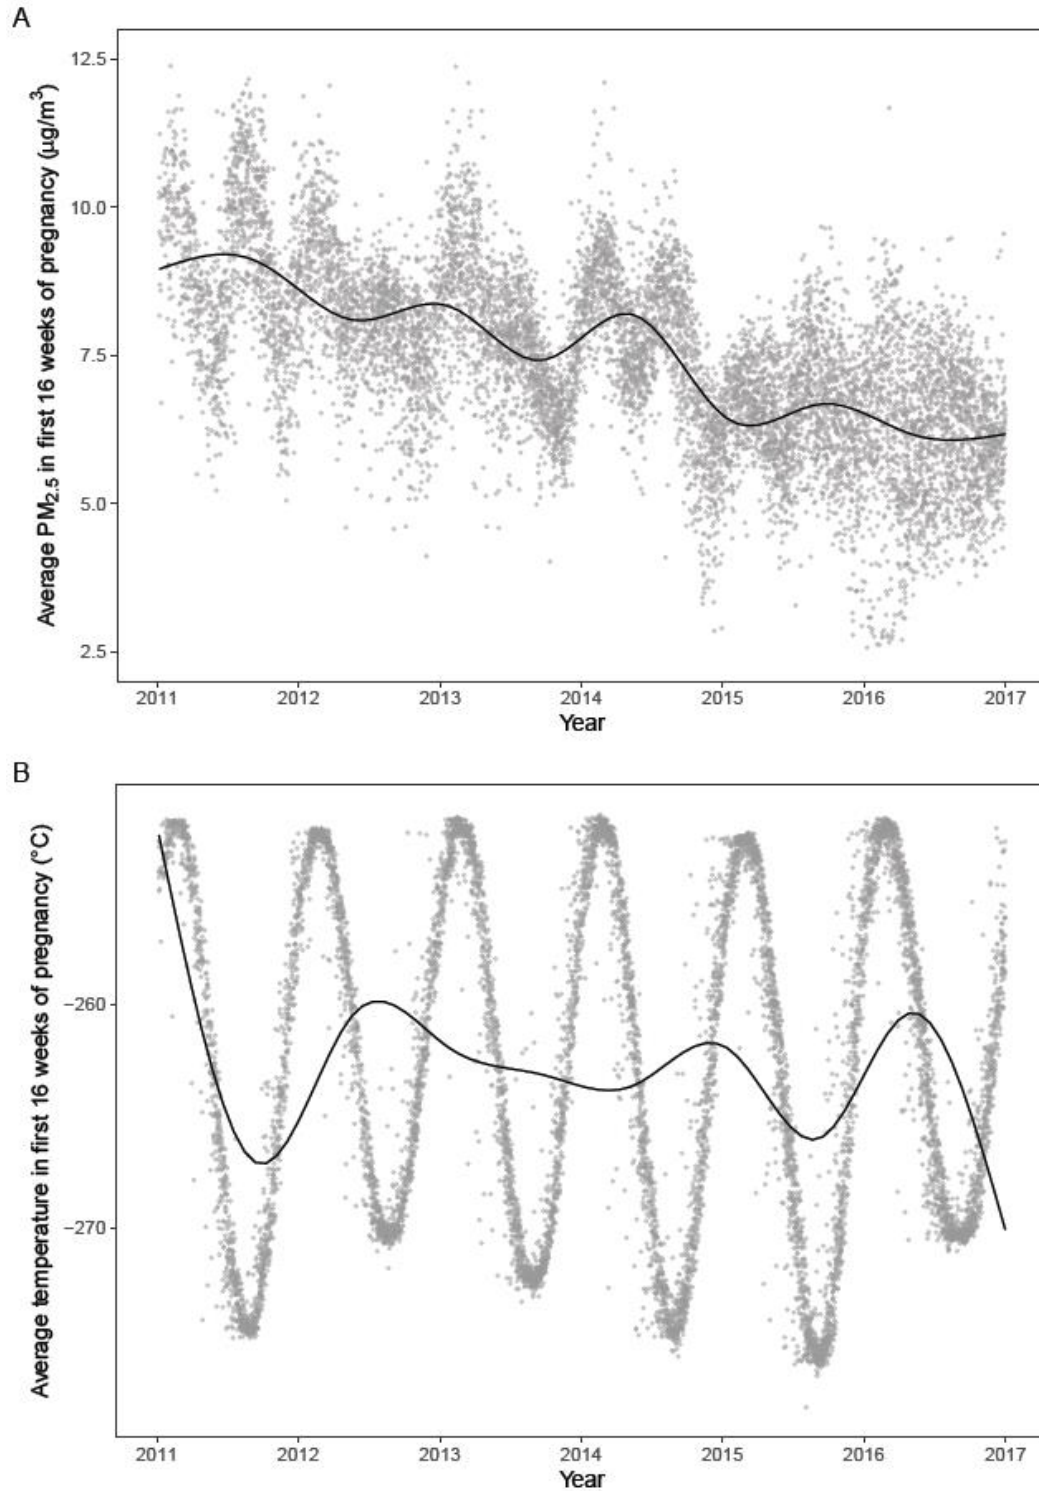 A
12.5
10.0
7.5
5.0
2.5
Average PM2.5 in first 16 weeks of pregnancy (µg/m3)
2011 2012 2013 2014 2015 2016 2017
Year
B
−260
−270
Average temperature in first 16 weeks of pregnancy (°C)
2011 2012 2013 2014 2015 2016 2017
Year